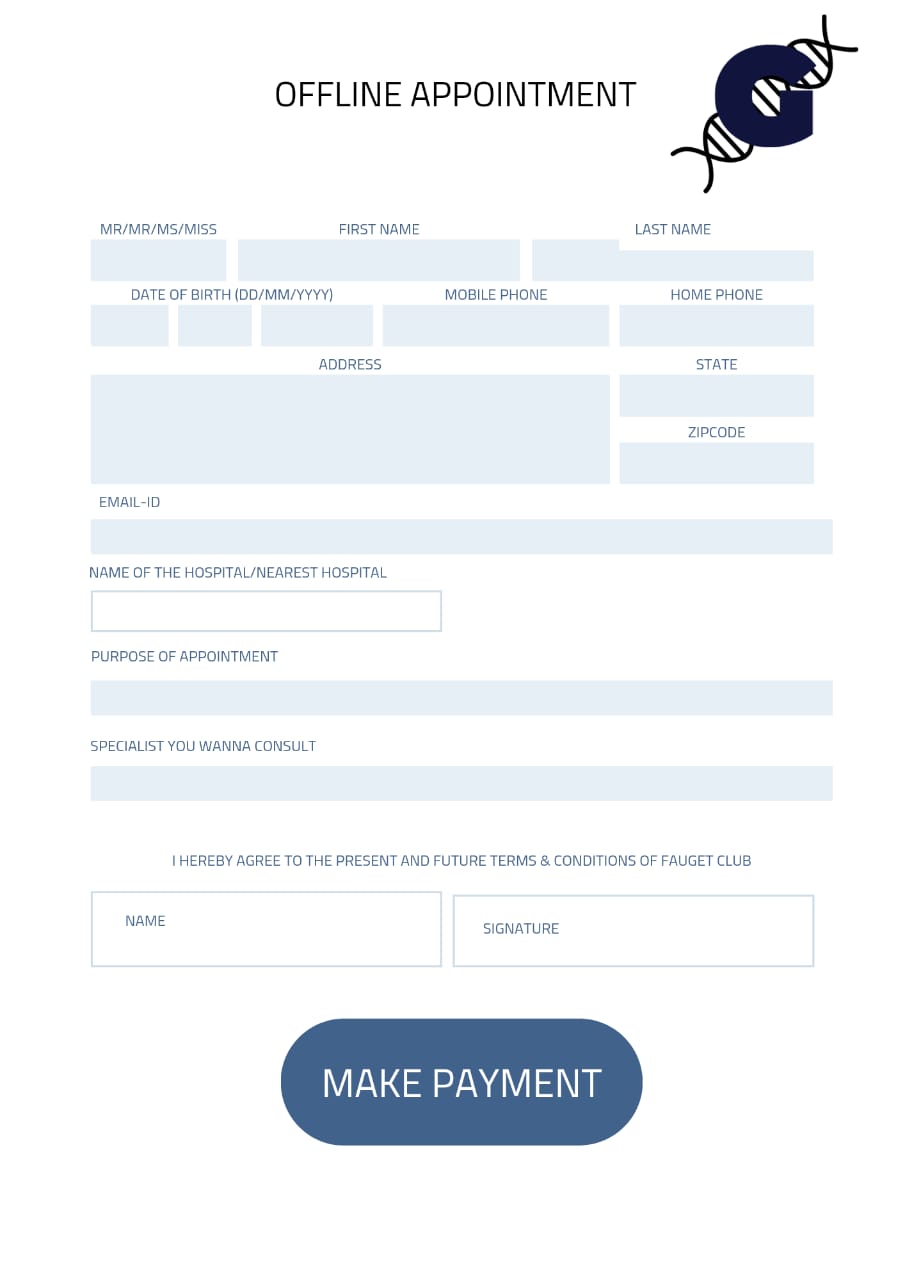 OFFLINE APPOINTMENT
G
MR/MR/MS/MISS FIRST NAME LAST NAME
DATE OF BIRTH (DD/MM/YYYY) MOBILE PHONE HOME PHONE
ADDRESS STATE
ZIPCODE
EMAIL-ID
NAME OF THE HOSPITAL/NEAREST HOSPITAL
PURPOSE OF APPOINTMENT
SPECIALIST YOU WANNA CONSULT
I HEREBY AGREE TO THE PRESENT AND FUTURE TERMS & CONDITIONS OF FAUGET CLUB
NAME SIGNATURE
MAKE PAYMENT